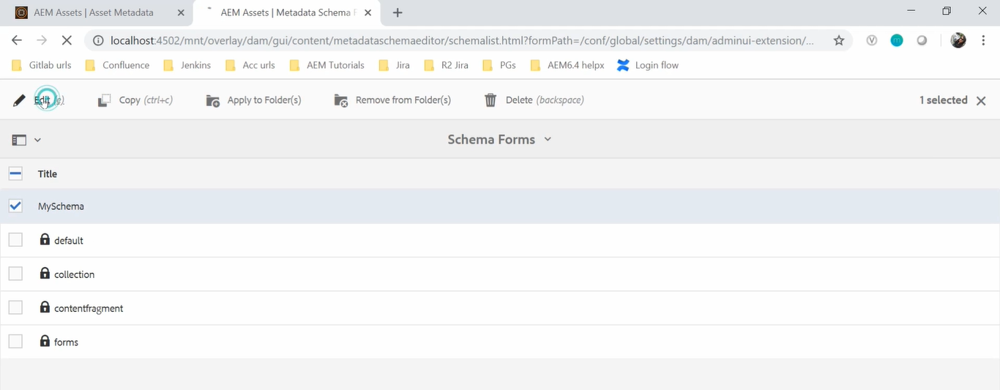 AEM Assets | Asset Metadata
AEM Assets | Metadata Schema F
localhost:4502/mnt/overlay/dam/gui/content/metadataschemaeditor/schemalist.html?formPath=/conf/global/settings/dam/adminui-extension/...
Gitlab urls Confluence Jenkins Acc urls AEM Tutorials Jira R2 Jira PGs AEM6.4 helpx Login flow
Edit (e) Copy (ctrl+c) Apply to Folder(s) Remove from Folder(s) Delete (backspace) 1 selected
Schema Forms
Title
MySchema
default
collection
contentfragment
forms